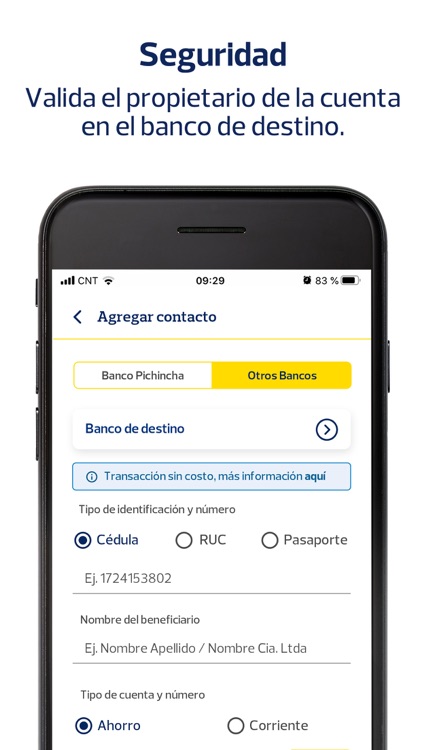 Seguridad
Valida el propietario de la cuenta
en el banco de destino.
CNT 09:29 83 %
Agregar contacto
Banco Pichincha Otros Bancos
Banco de destino
Transacción sin costo, más información aquí
Tipo de identificación y número
Cédula RUC Pasaporte
Ej. 1724153802
Nombre del beneficiario
Ej. Nombre Apellido / Nombre Cia. Ltda
Tipo de cuenta y número
Ahorro Corriente